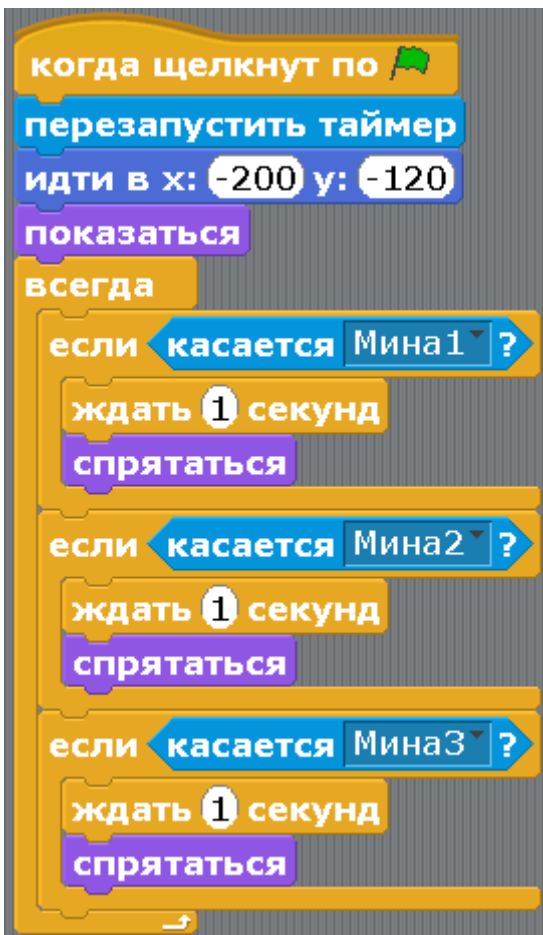 когда щелкнут по
перезапустить таймер
идти в x: -200 y: -120
показаться
всегда
если касается Мина1 ?
ждать 1 секунд
спрятаться
если касается Мина2 ?
ждать 1 секунд
спрятаться
если касается Мина3 ?
ждать 1 секунд
спрятаться